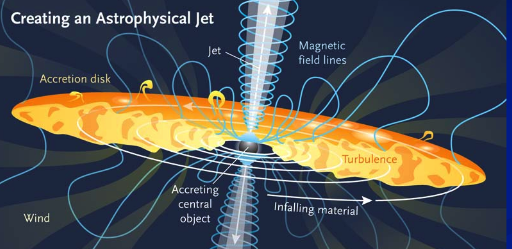 Creating an Astrophysical Jet
Jet
Magnetic
field lines
Accretion disk
Turbulence
Accreting
central
object
Infalling material
Wind